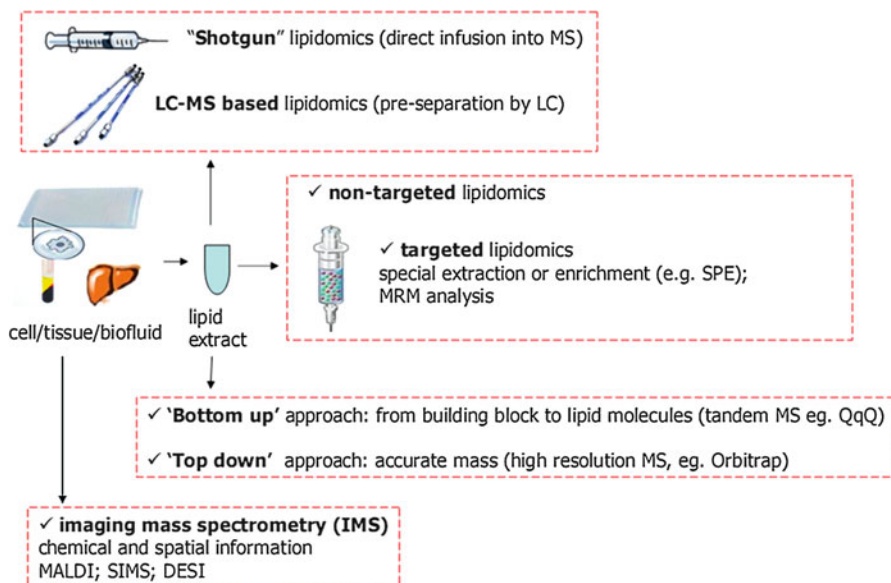 "Shotgun" lipidomics (direct infusion into MS)
LC-MS based lipidomics (pre-separation by LC)
✓ non-targeted lipidomics
✓ targeted lipidomics
special extraction or enrichment (e.g. SPE);
MRM analysis
cell/tissue/biofluid
lipid
extract
✓ 'Bottom up' approach: from building block to lipid molecules (tandem MS eg. QqQ)
✓ 'Top down' approach: accurate mass (high resolution MS, eg. Orbitrap)
✓ imaging mass spectrometry (IMS)
chemical and spatial information
MALDI; SIMS; DESI